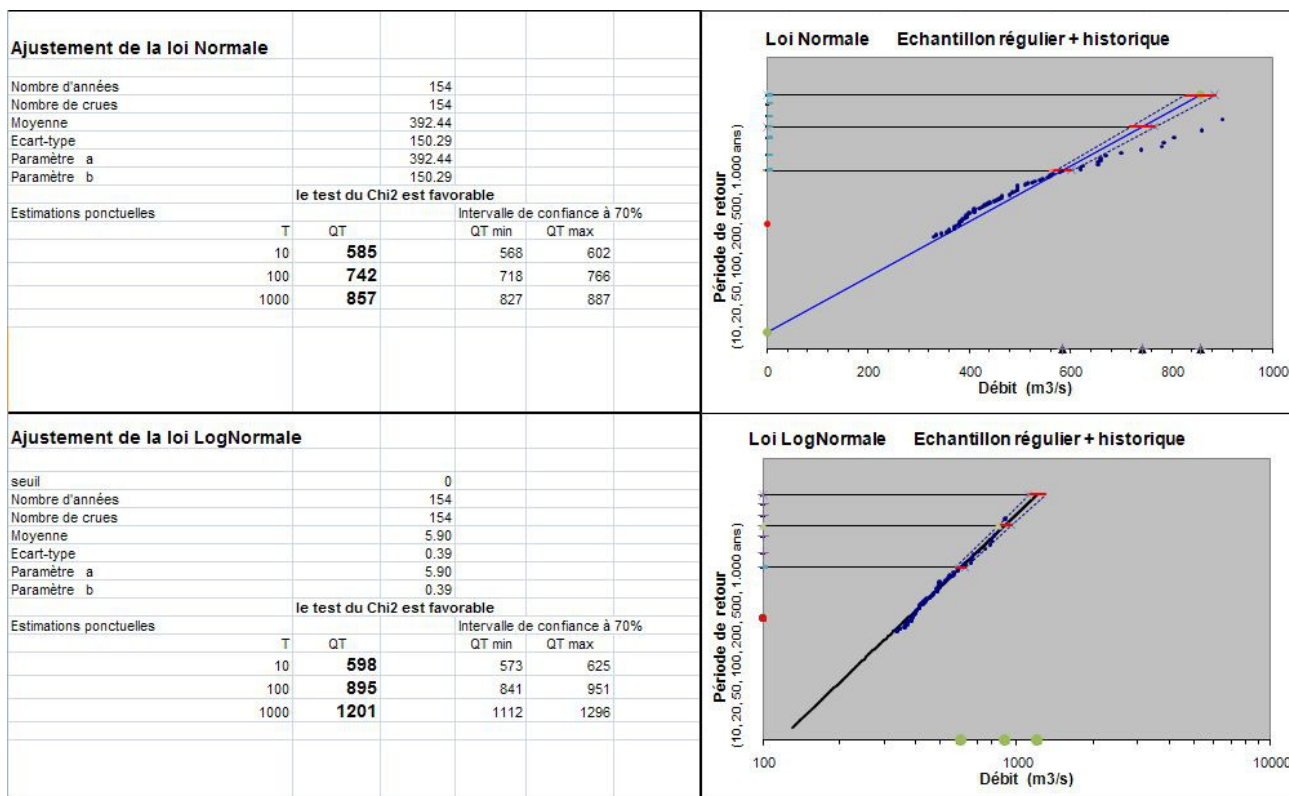 Ajustement de la loi Normale
Nombre d'années 154
Nombre de crues 154
Moyenne 392.44
Ecart-type 150.29
Paramètre a 392.44
Paramètre b 150.29
le test du Chi2 est favorable
Estimations ponctuelles Intervalle de confiance à 70%
T QT QT min QT max
10 585 568 602
100 742 718 766
1000 857 827 887
Loi Normale Echantillon régulier + historique
Période de retour
(10, 20, 50, 100, 200, 500, 1.000 ans)
0 200 400 600 800 1000
Débit (m3/s)
Ajustement de la loi LogNormale
seuil 0
Nombre d'années 154
Nombre de crues 154
Moyenne 5.90
Ecart-type 0.39
Paramètre a 5.90
Paramètre b 0.39
le test du Chi2 est favorable
Estimations ponctuelles Intervalle de confiance à 70%
T QT QT min QT max
10 598 573 625
100 895 841 951
1000 1201 1112 1296
Loi LogNormale Echantillon régulier + historique
Période de retour
(10, 20, 50, 100, 200, 500, 1.000 ans)
100 1000 10000
Débit (m3/s)